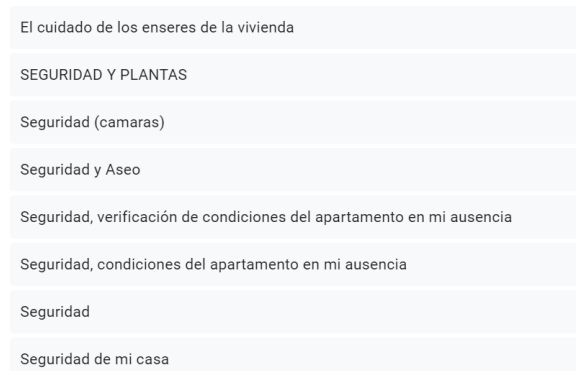 El cuidado de los enseres de la vivienda
SEGURIDAD Y PLANTAS
Seguridad (camaras)
Seguridad y Aseo
Seguridad, verificación de condiciones del apartamento en mi ausencia
Seguridad, condiciones del apartamento en mi ausencia
Seguridad
Seguridad de mi casa